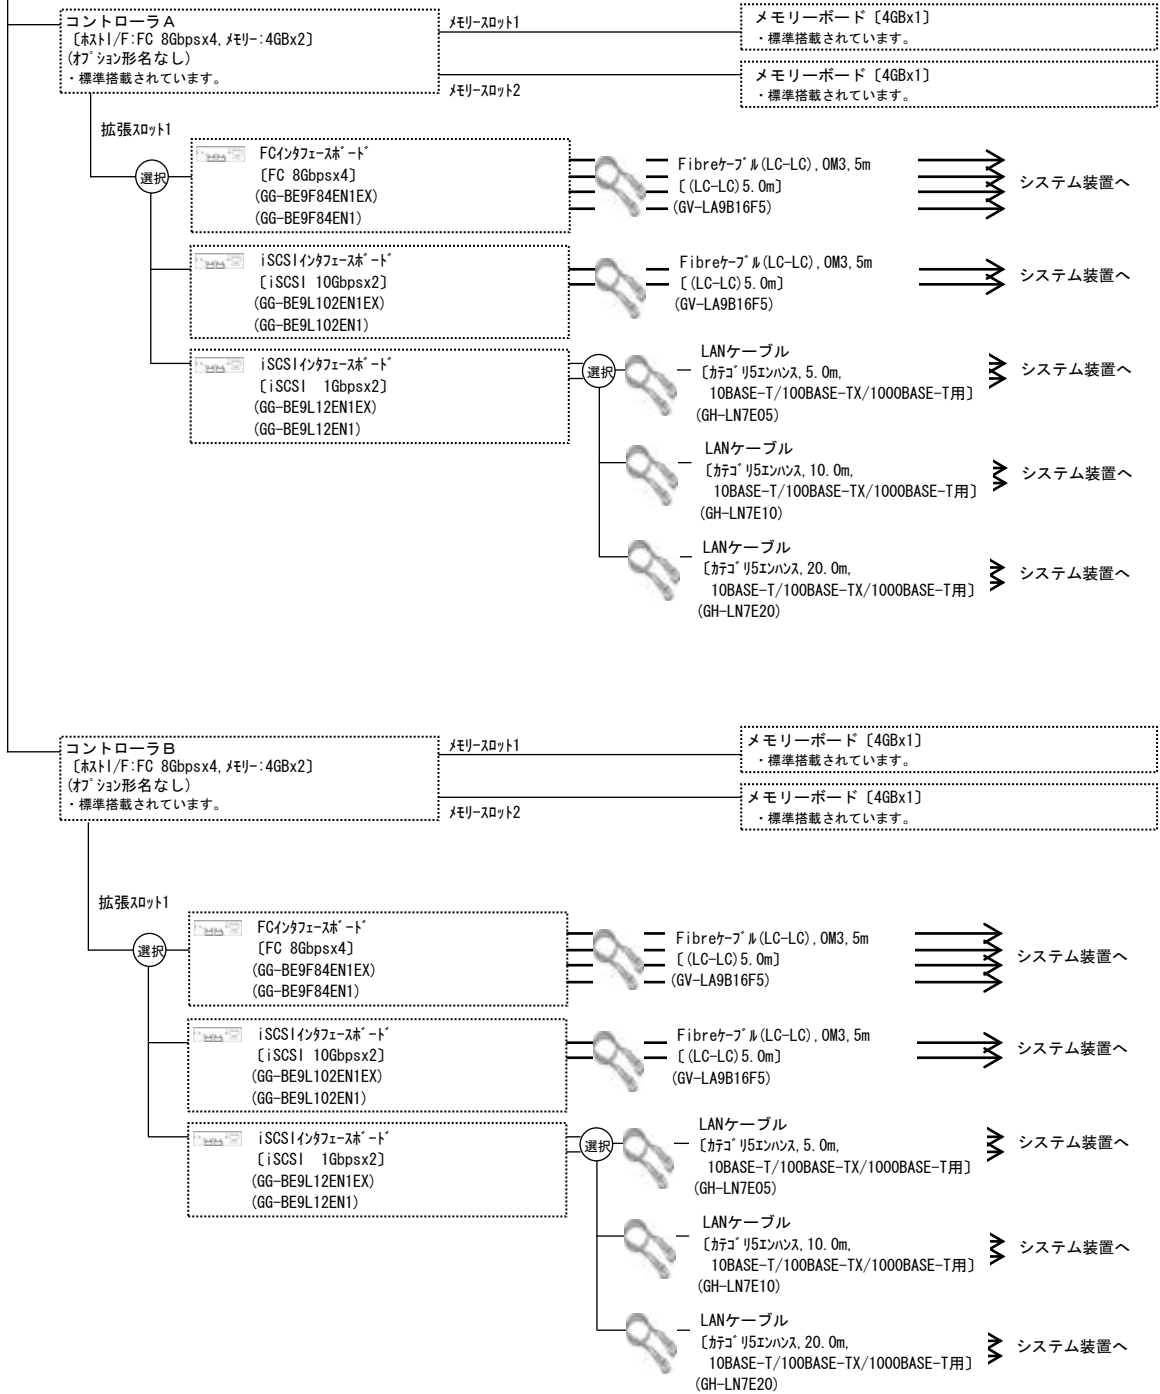 コントローラA
〔ﾎｽﾄI/F:FC 8Gbpsx4,ﾒﾓﾘｰ:4GBx2〕
(ｵﾌﾟｼｮﾝ形名なし)
・標準搭載されています。
ﾒﾓﾘｰｽﾛｯﾄ1
メモリーボード〔4GBx1〕
・標準搭載されています。
ﾒﾓﾘｰｽﾛｯﾄ2
メモリーボード〔4GBx1〕
・標準搭載されています。
拡張ｽﾛｯﾄ1
選択
FCｲﾝﾀﾌｪｰｽﾎﾞｰﾄﾞ
〔FC 8Gbpsx4〕
(GG-BE9F84EN1EX)
(GG-BE9F84EN1)
Fibreｹｰﾌﾞﾙ(LC-LC),OM3,5m
〔(LC-LC)5.0m〕
(GV-LA9B16F5)
システム装置へ
iSCSIｲﾝﾀﾌｪｰｽﾎﾞｰﾄﾞ
〔iSCSI 10Gbpsx2〕
(GG-BE9L102EN1EX)
(GG-BE9L102EN1)
Fibreｹｰﾌﾞﾙ(LC-LC),OM3,5m
〔(LC-LC)5.0m〕
(GV-LA9B16F5)
システム装置へ
iSCSIｲﾝﾀﾌｪｰｽﾎﾞｰﾄﾞ
〔iSCSI 1Gbpsx2〕
(GG-BE9L12EN1EX)
(GG-BE9L12EN1)
選択
LANケーブル
〔ｶﾃｺﾞﾘ5ｴﾝﾊﾝｽ,5.0m,
10BASE-T/100BASE-TX/1000BASE-T用〕
(GH-LN7E05)
システム装置へ
LANケーブル
〔ｶﾃｺﾞﾘ5ｴﾝﾊﾝｽ,10.0m,
10BASE-T/100BASE-TX/1000BASE-T用〕
(GH-LN7E10)
システム装置へ
LANケーブル
〔ｶﾃｺﾞﾘ5ｴﾝﾊﾝｽ,20.0m,
10BASE-T/100BASE-TX/1000BASE-T用〕
(GH-LN7E20)
システム装置へ
コントローラB
〔ﾎｽﾄI/F:FC 8Gbpsx4,ﾒﾓﾘｰ:4GBx2〕
(ｵﾌﾟｼｮﾝ形名なし)
・標準搭載されています。
ﾒﾓﾘｰｽﾛｯﾄ1
メモリーボード〔4GBx1〕
・標準搭載されています。
ﾒﾓﾘｰｽﾛｯﾄ2
メモリーボード〔4GBx1〕
・標準搭載されています。
拡張ｽﾛｯﾄ1
選択
FCｲﾝﾀﾌｪｰｽﾎﾞｰﾄﾞ
〔FC 8Gbpsx4〕
(GG-BE9F84EN1EX)
(GG-BE9F84EN1)
Fibreｹｰﾌﾞﾙ(LC-LC),OM3,5m
〔(LC-LC)5.0m〕
(GV-LA9B16F5)
システム装置へ
iSCSIｲﾝﾀﾌｪｰｽﾎﾞｰﾄﾞ
〔iSCSI 10Gbpsx2〕
(GG-BE9L102EN1EX)
(GG-BE9L102EN1)
Fibreｹｰﾌﾞﾙ(LC-LC),OM3,5m
〔(LC-LC)5.0m〕
(GV-LA9B16F5)
システム装置へ
iSCSIｲﾝﾀﾌｪｰｽﾎﾞｰﾄﾞ
〔iSCSI 1Gbpsx2〕
(GG-BE9L12EN1EX)
(GG-BE9L12EN1)
選択
LANケーブル
〔ｶﾃｺﾞﾘ5ｴﾝﾊﾝｽ,5.0m,
10BASE-T/100BASE-TX/1000BASE-T用〕
(GH-LN7E05)
システム装置へ
LANケーブル
〔ｶﾃｺﾞﾘ5ｴﾝﾊﾝｽ,10.0m,
10BASE-T/100BASE-TX/1000BASE-T用〕
(GH-LN7E10)
システム装置へ
LANケーブル
〔ｶﾃｺﾞﾘ5ｴﾝﾊﾝｽ,20.0m,
10BASE-T/100BASE-TX/1000BASE-T用〕
(GH-LN7E20)
システム装置へ